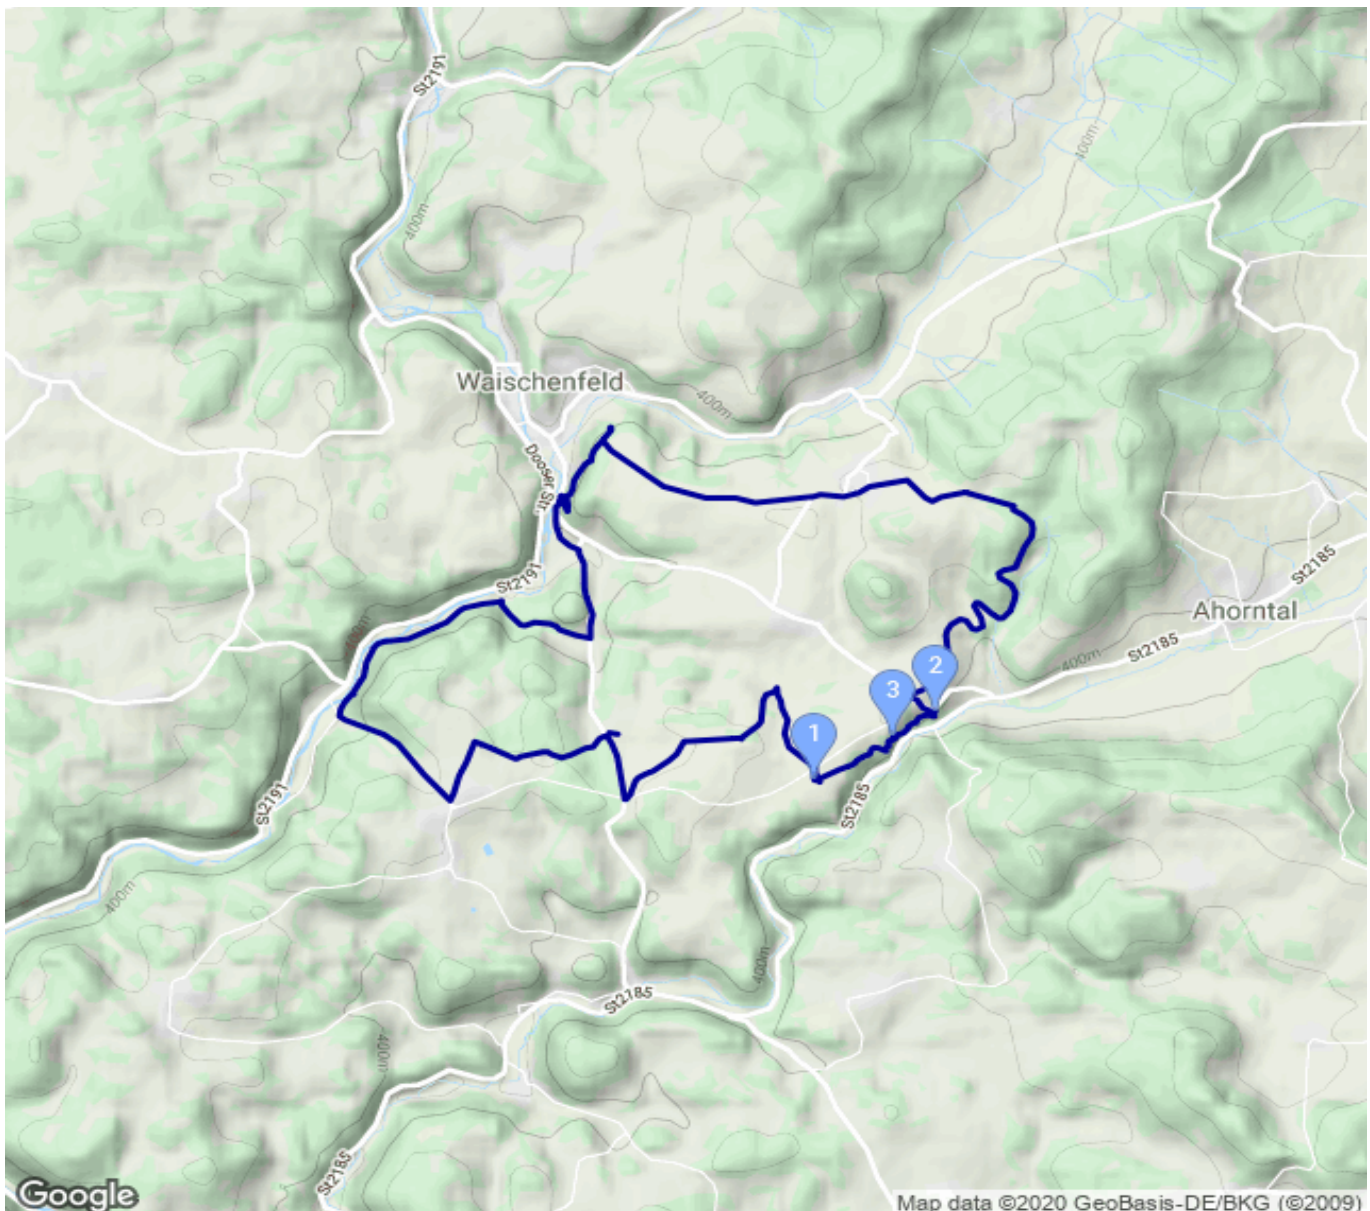 St2191
400m
400m
Waischenfeld
400m
Dooser Str.
St2191
400m
Ahorntal
St2185
St2185
400m
2
3
1
St2191
St2185
400m
400m
St2185
400m
St2185
Google
Map data ©2020 GeoBasis-DE/BKG (©2009)